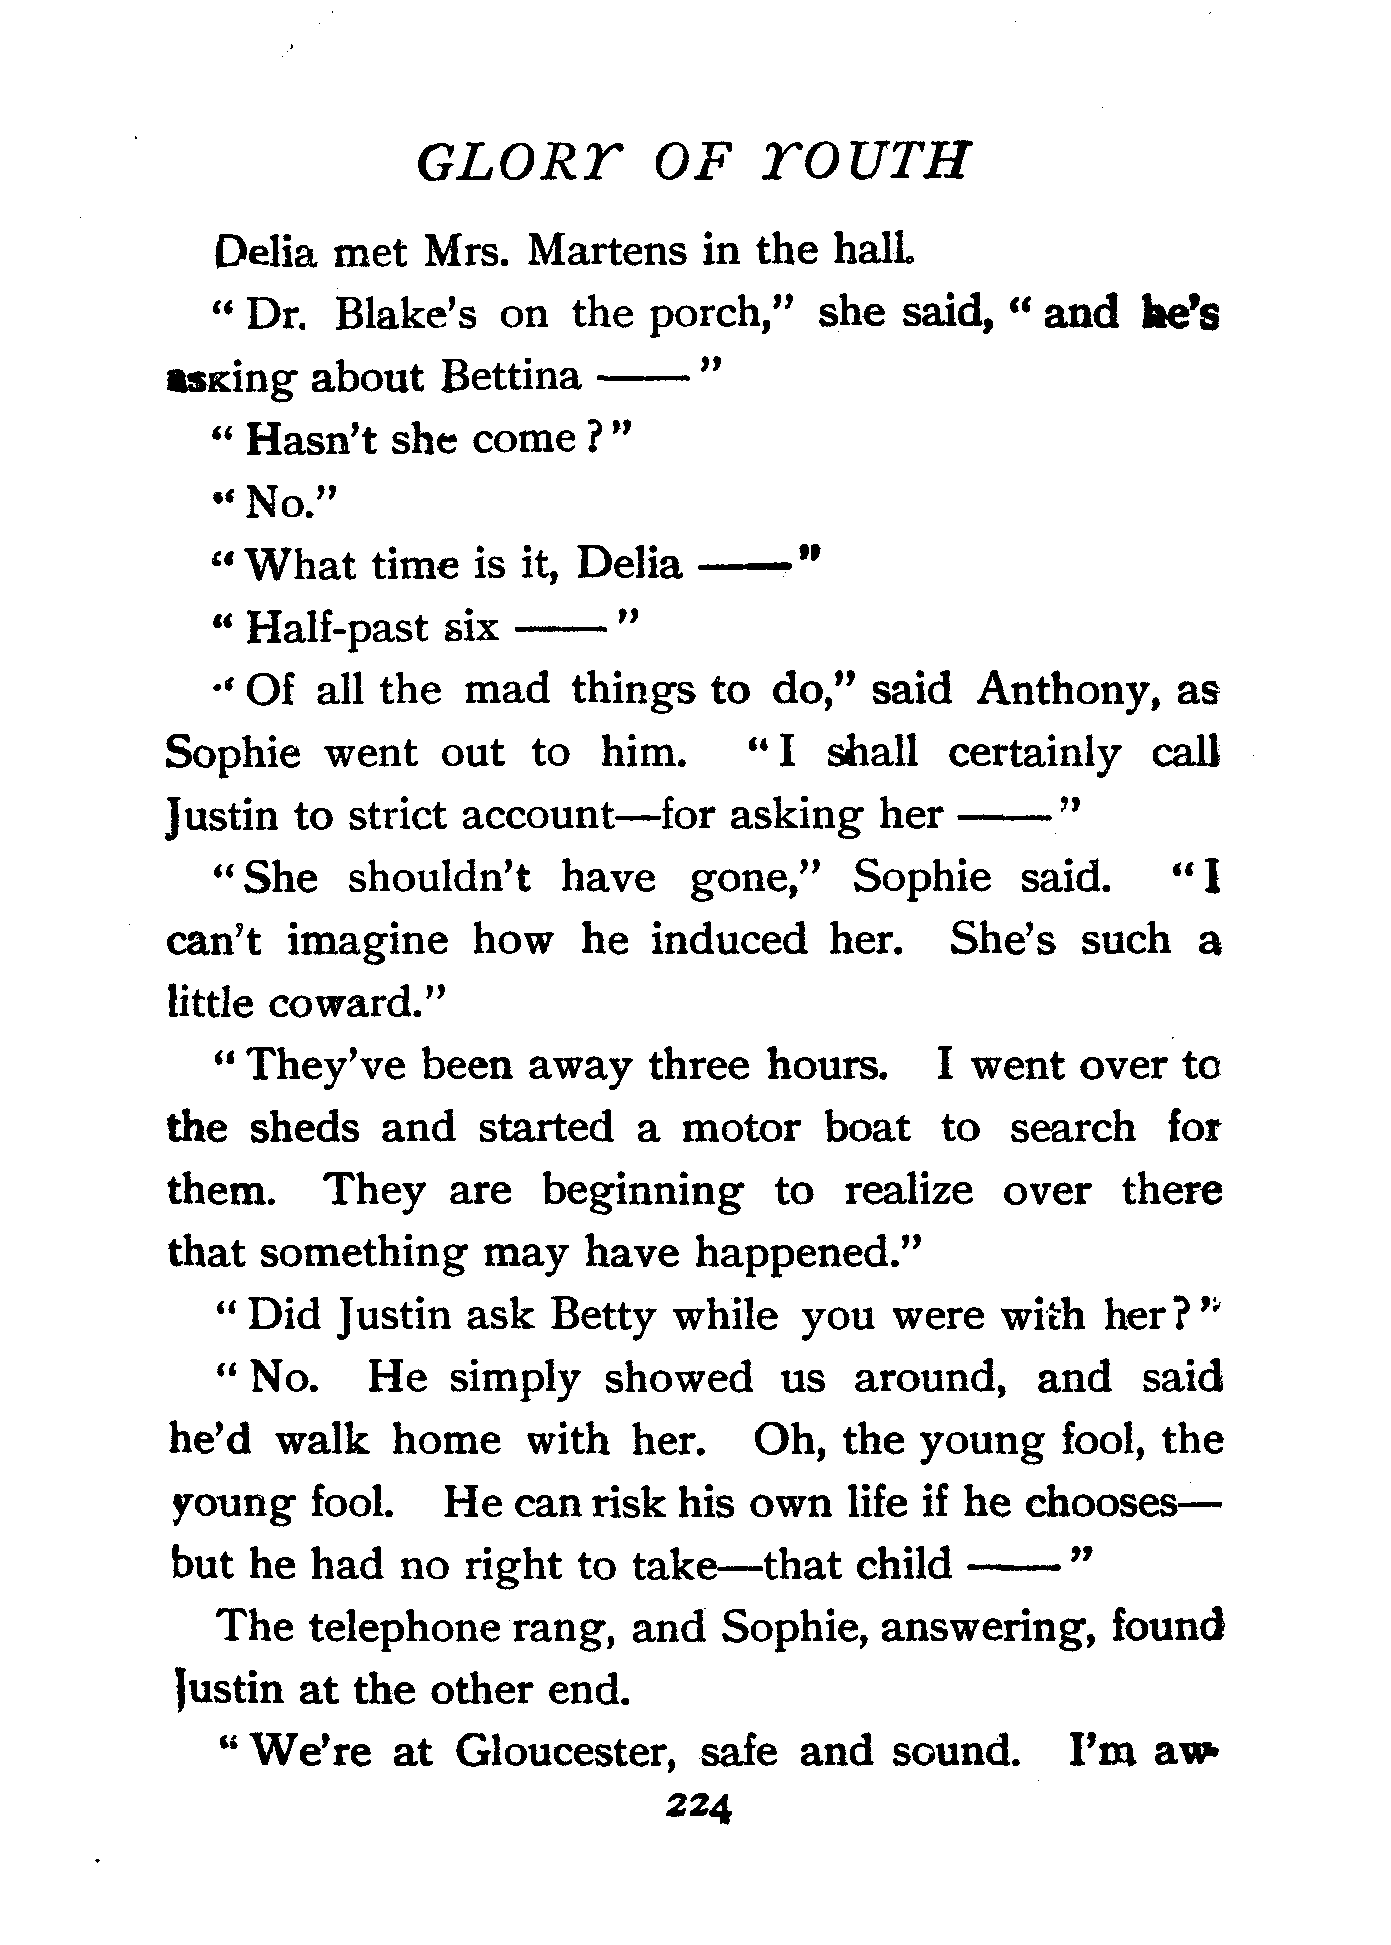 GLORY OF YOUTH
Delia met Mrs. Martens in the hall.
“ Dr. Blake’s on the porch,” she said, “ and he’s
asking about Bettina ——”
“ Hasn’t she come ?”
“ No.”
“ What time is it, Delia ——”
“ Half-past six ——”
“ Of all the mad things to do,” said Anthony, as
Sophie went out to him. “ I shall certainly call
Justin to strict account—for asking her ——”
“ She shouldn’t have gone,” Sophie said. “ I
can’t imagine how he induced her. She’s such a
little coward.”
“ They’ve been away three hours. I went over to
the sheds and started a motor boat to search for
them. They are beginning to realize over there
that something may have happened.”
“ Did Justin ask Betty while you were with her ?”
“ No. He simply showed us around, and said
he’d walk home with her. Oh, the young fool, the
young fool. He can risk his own life if he chooses—
but he had no right to take—that child ——”
The telephone rang, and Sophie, answering, found
Justin at the other end.
“ We’re at Gloucester, safe and sound. I’m aw-
224